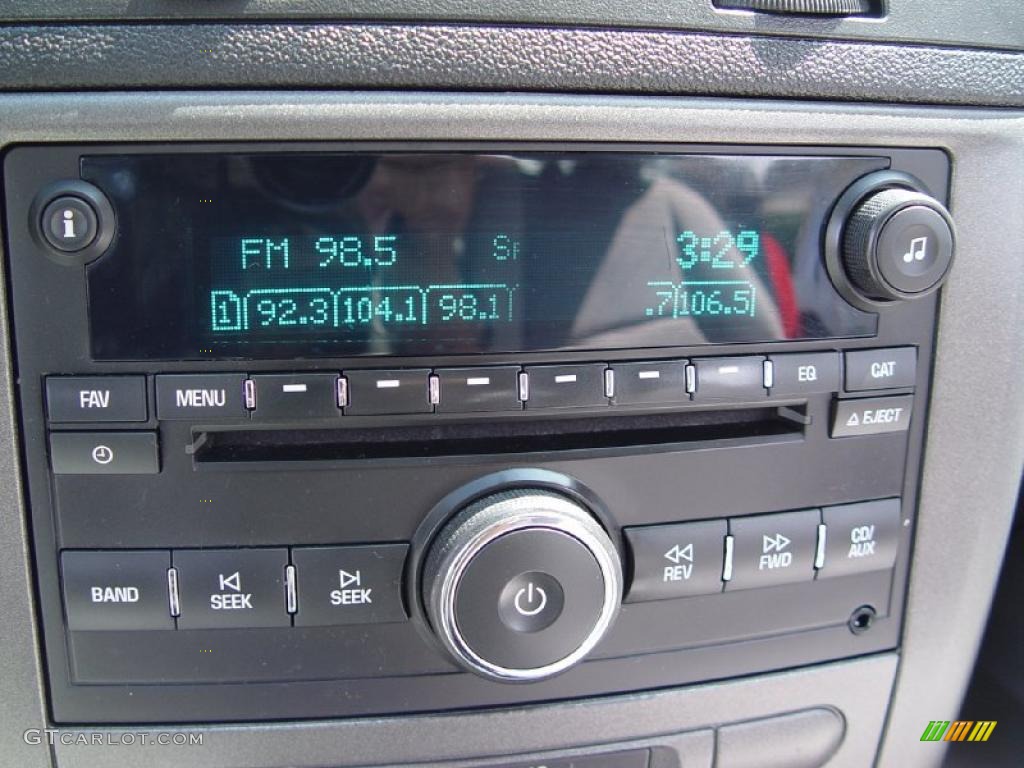 i
FM 98.5 3:29
1 92.3 104.1 98.1 .7 106.5
FAV MENU EQ CAT
EJECT
BAND SEEK SEEK REV FWD CD/
AUX
GTCARLOT.COM